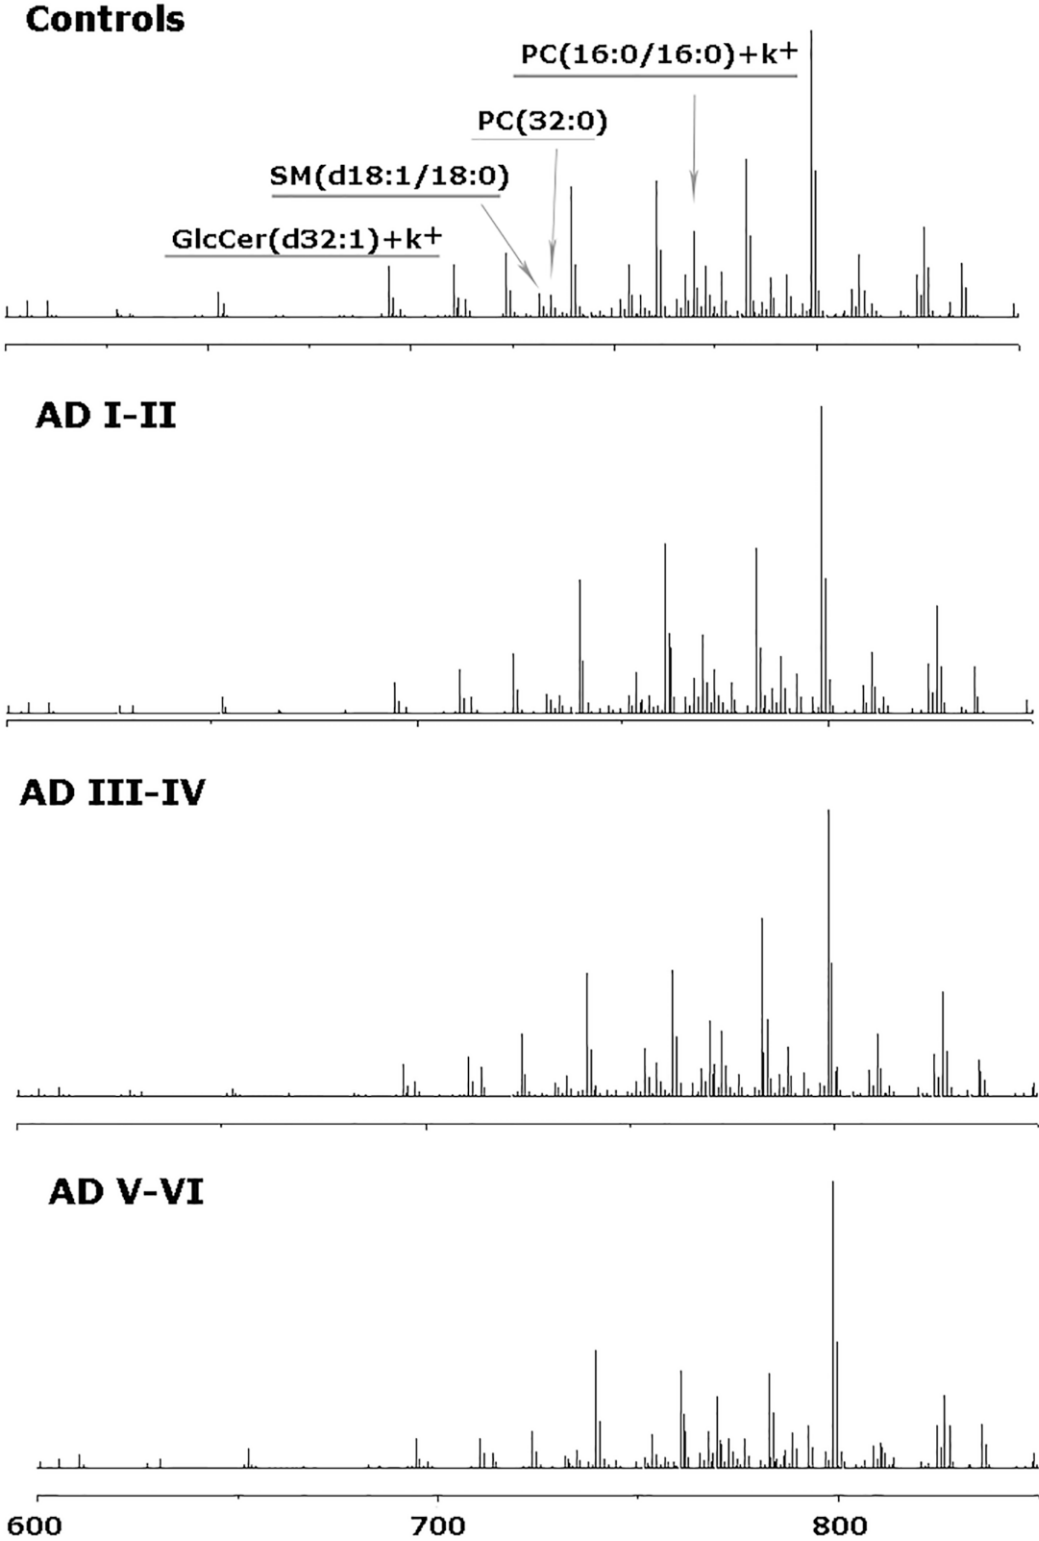 Controls
PC(16:0/16:0)+k+
PC(32:0)
SM(d18:1/18:0)
GlcCer(d32:1)+k+
AD I-II
AD III-IV
AD V-VI
600 700 800